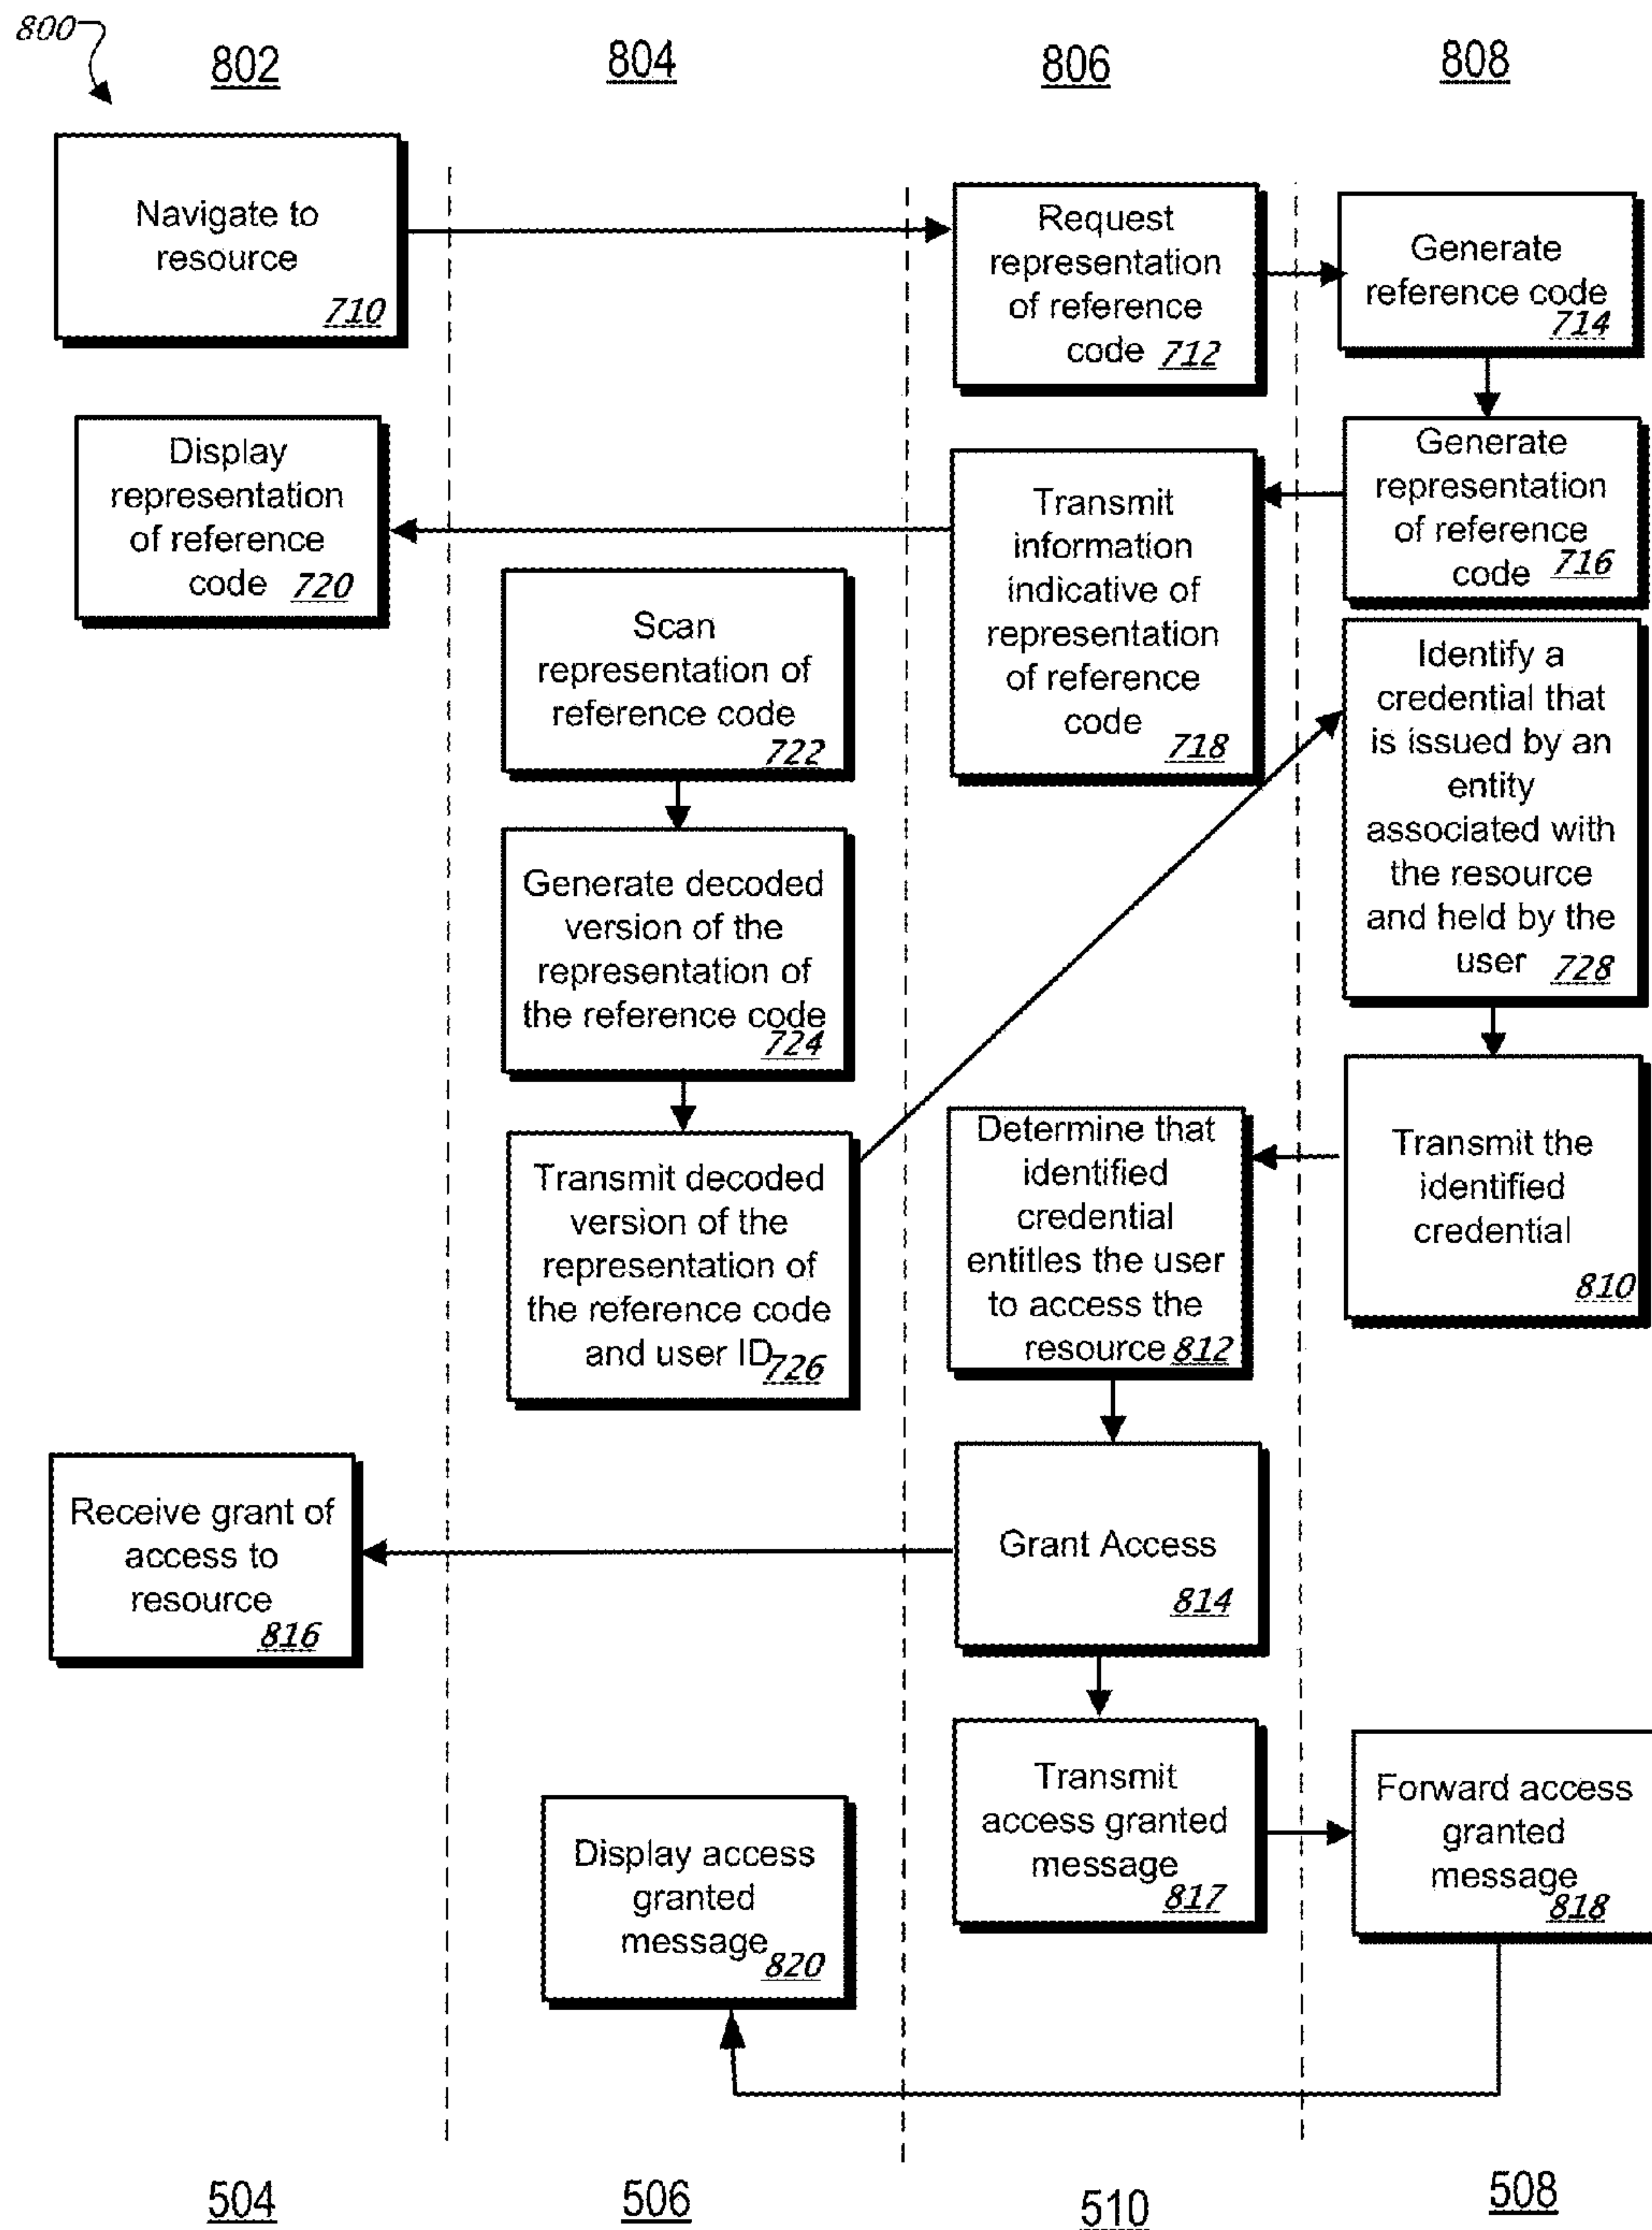 800
802
804
806
808
Navigate to
resource
710
Request
representation
of reference
code 712
Generate
reference code
714
Display
representation
of reference
code 720
Generate
representation
of reference
code 716
Transmit
information
indicative of
representation
of reference
code 718
Scan
representation of
reference code
722
Identify a
credential that
is issued by an
entity
associated with
the resource
and held by the
user 728
Generate decoded
version of the
representation of
the reference code
724
Transmit decoded
version of the
representation of
the reference code
and user ID 726
Transmit the
identified
credential
810
Determine that
identified
credential
entitles the user
to access the
resource 812
Grant Access
814
Receive grant of
access to
resource
816
Transmit
access granted
message
817
Forward access
granted
message
818
Display access
granted
message
820
504
506
510
508